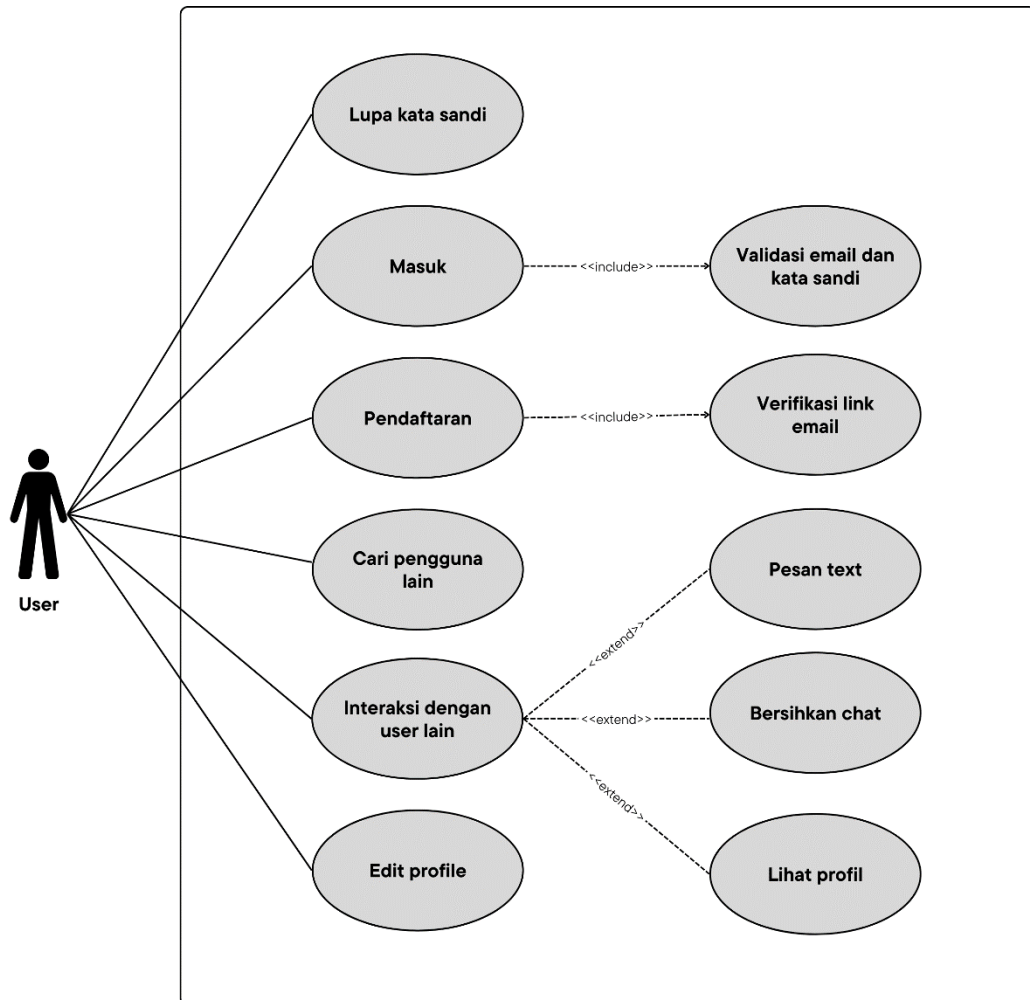 Lupa kata sandi
Masuk
<<include>>
Validasi email dan
kata sandi
Pendaftaran
<<include>>
Verifikasi link
email
User
Cari pengguna
lain
Pesan text
<<extend>>
Interaksi dengan
user lain
<<extend>>
Bersihkan chat
<<extend>>
Edit profile
Lihat profil